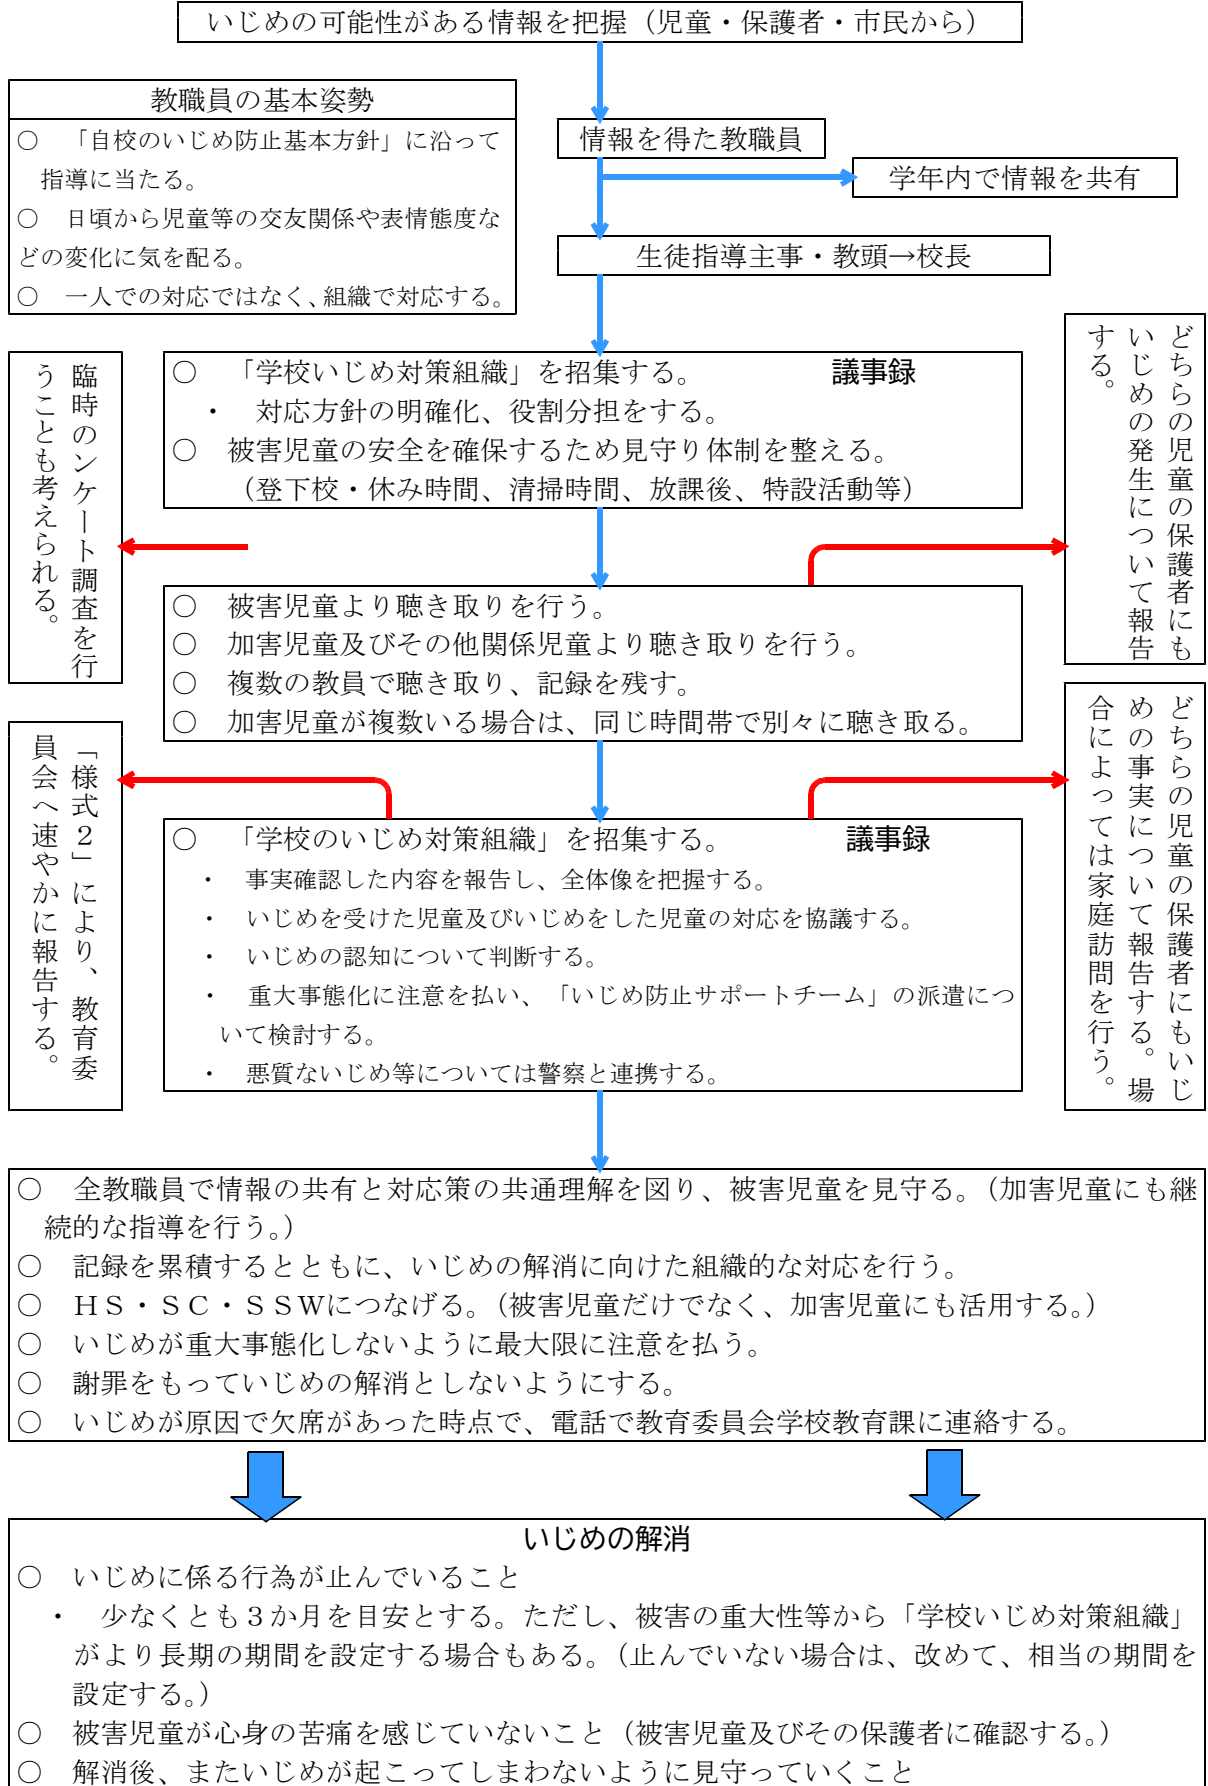 いじめの可能性がある情報を把握（児童・保護者・市民から）
教職員の基本姿勢
○　「自校のいじめ防止基本方針」に沿って
指導に当たる。
○　日頃から児童等の交友関係や表情態度な
どの変化に気を配る。
○　一人での対応ではなく、組織で対応する。
情報を得た教職員
学年内で情報を共有
生徒指導主事・教頭→校長
○　「学校いじめ対策組織」を招集する。　議事録
・　対応方針の明確化、役割分担をする。
○　被害児童の安全を確保するため見守り体制を整える。
（登下校・休み時間、清掃時間、放課後、特設活動等）
臨時のンケート調査を行
うことも考えられる。
どちらの児童の保護者にも
いじめの発生について報告
する。
○　被害児童より聴き取りを行う。
○　加害児童及びその他関係児童より聴き取りを行う。
○　複数の教員で聴き取り、記録を残す。
○　加害児童が複数いる場合は、同じ時間帯で別々に聴き取る。
「様式２」により、教育委
員会へ速やかに報告する。
どちらの児童の保護者にもいじ
めの事実について報告する。場
合によっては家庭訪問を行う。
○　「学校のいじめ対策組織」を招集する。　議事録
・　事実確認した内容を報告し、全体像を把握する。
・　いじめを受けた児童及びいじめをした児童の対応を協議する。
・　いじめの認知について判断する。
・　重大事態化に注意を払い、「いじめ防止サポートチーム」の派遣につ
いて検討する。
・　悪質ないじめ等については警察と連携する。
○　全教職員で情報の共有と対応策の共通理解を図り、被害児童を見守る。（加害児童にも継
続的な指導を行う。）
○　記録を累積するとともに、いじめの解消に向けた組織的な対応を行う。
○　ＨＳ・ＳＣ・ＳＳＷにつなげる。（被害児童だけでなく、加害児童にも活用する。）
○　いじめが重大事態化しないように最大限に注意を払う。
○　謝罪をもっていじめの解消としないようにする。
○　いじめが原因で欠席があった時点で、電話で教育委員会学校教育課に連絡する。
いじめの解消
○　いじめに係る行為が止んでいること
・　少なくとも３か月を目安とする。ただし、被害の重大性等から「学校いじめ対策組織」
がより長期の期間を設定する場合もある。（止んでいない場合は、改めて、相当の期間を
設定する。）
○　被害児童が心身の苦痛を感じていないこと（被害児童及びその保護者に確認する。）
○　解消後、またいじめが起こってしまわないように見守っていくこと